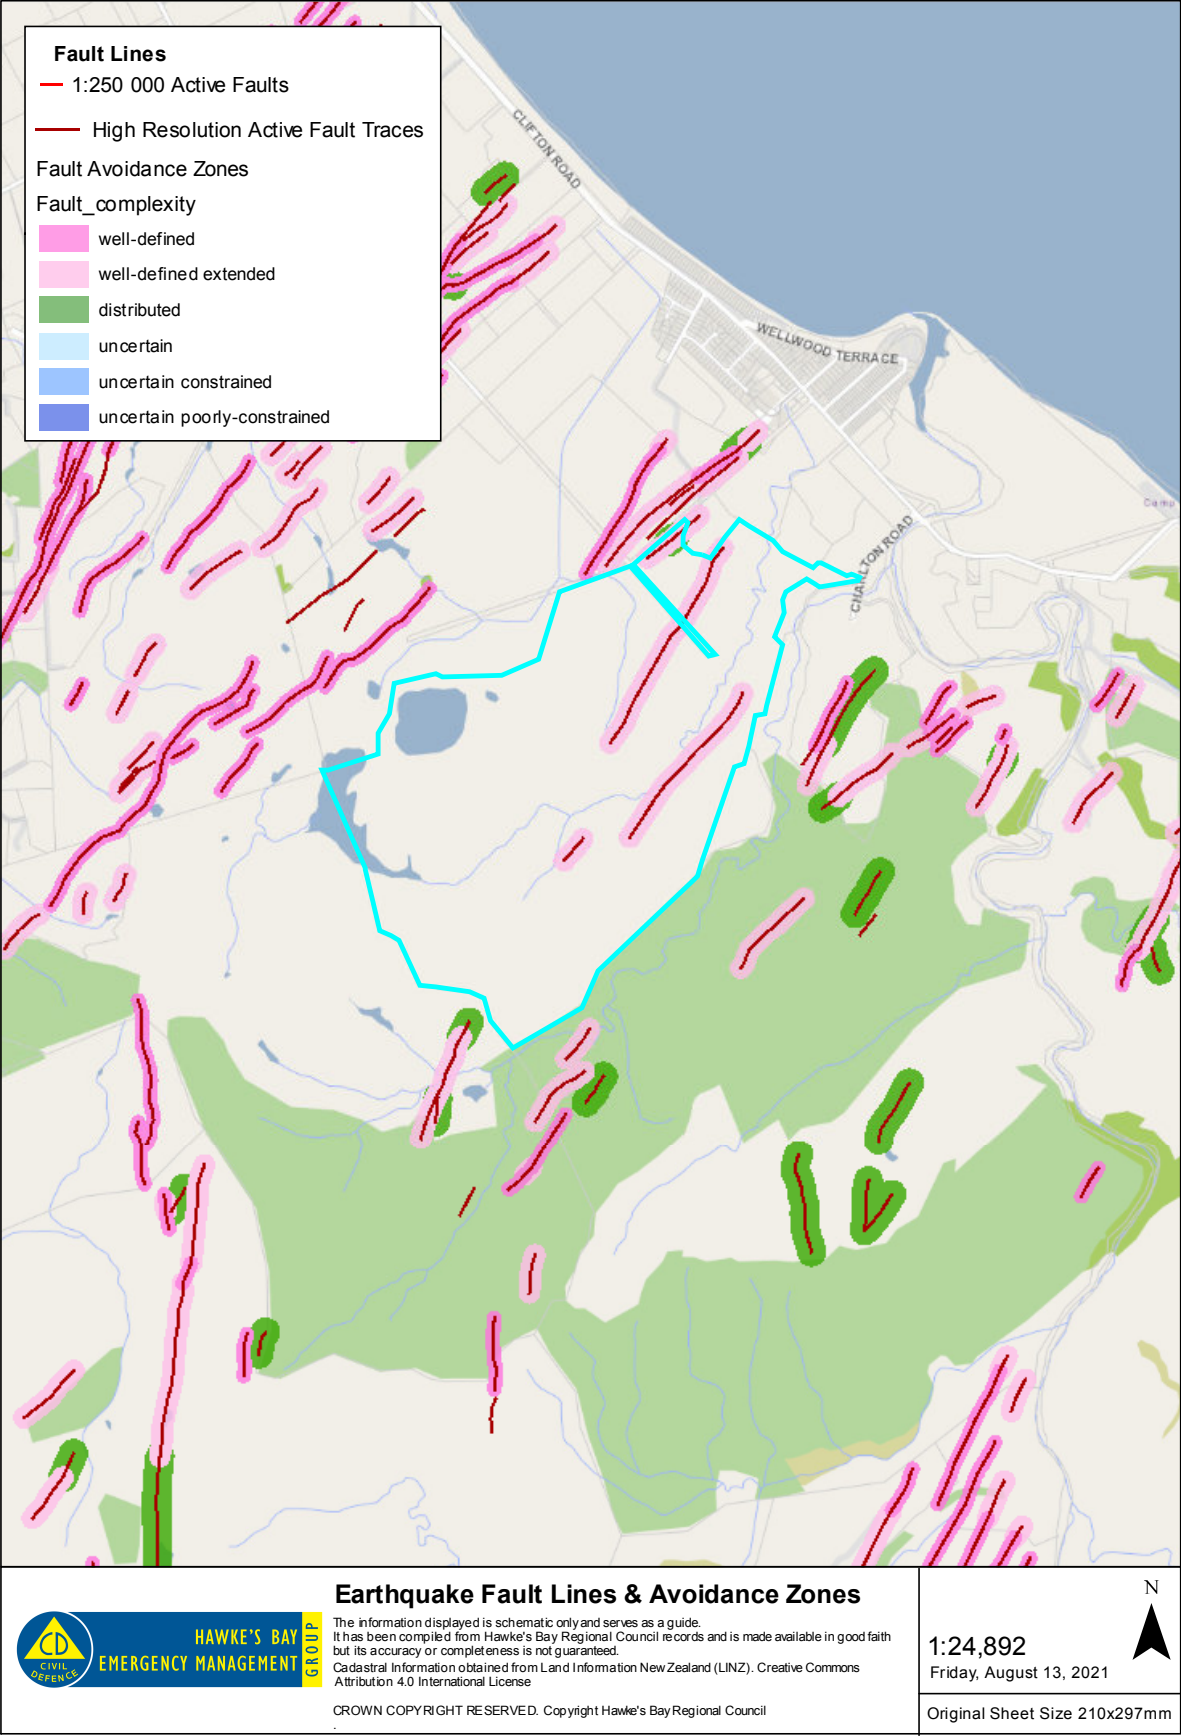 Fault Lines
1:250 000 Active Faults
High Resolution Active Fault Traces
Fault Avoidance Zones
Fault_complexity
well-defined
well-defined extended
distributed
uncertain
uncertain constrained
uncertain poorly-constrained
CLIFTON ROAD
WELLWOOD TERRACE
Camp
CHARLTON ROAD
CD
CIVIL
DEFENCE
HAWKE'S BAY
EMERGENCY MANAGEMENT
GROUP
Earthquake Fault Lines & Avoidance Zones
The information displayed is schematic only and serves as a guide.
It has been compiled from Hawke's Bay Regional Council records and is made available in good faith
but its accuracy or completeness is not guaranteed.
Cadastral Information obtained from Land Information New Zealand (LINZ). Creative Commons
Attribution 4.0 International License
CROWN COPYRIGHT RESERVED. Copyright Hawke's Bay Regional Council
.
N
1:24,892
Friday, August 13, 2021
Original Sheet Size 210x297mm